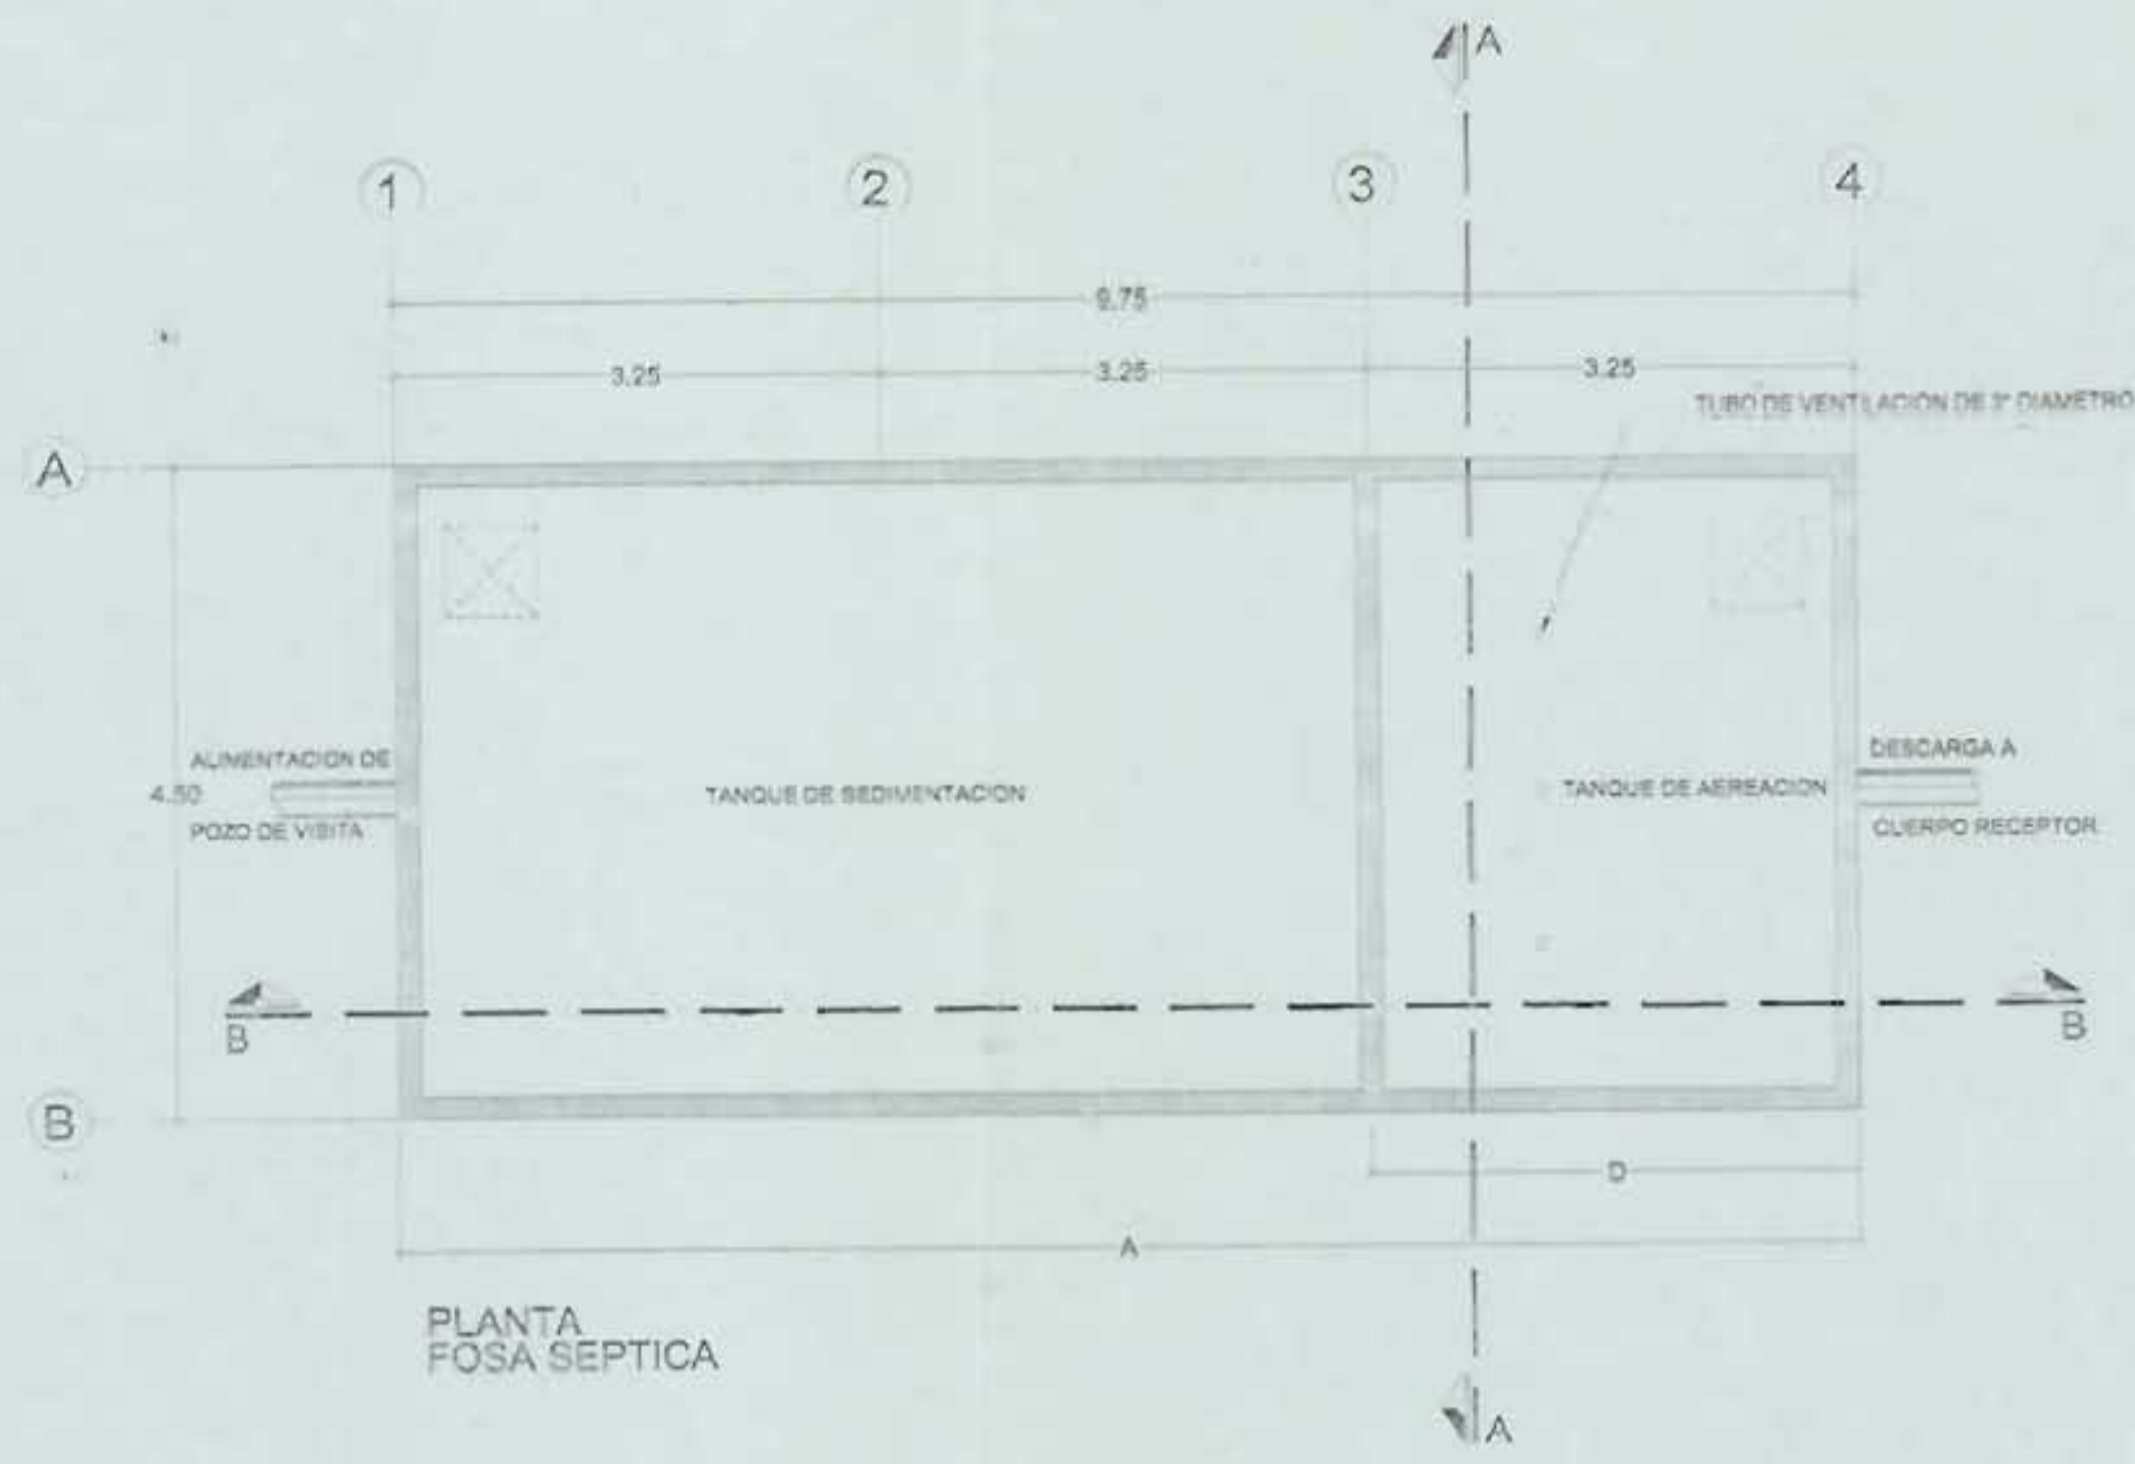 A
1
2
3
4
9.75
3.25
3.25
3.25
TUBO DE VENTILACION DE DIAMETRO
A
ALIMENTACION DE
4.50
POZO DE VISITA
TANQUE DE SEDIMENTACION
TANQUE DE AEREACION
DESCARGA A
CUERPO RECEPTOR
B
B
B
D
A
PLANTA
FOSA SEPTICA
A